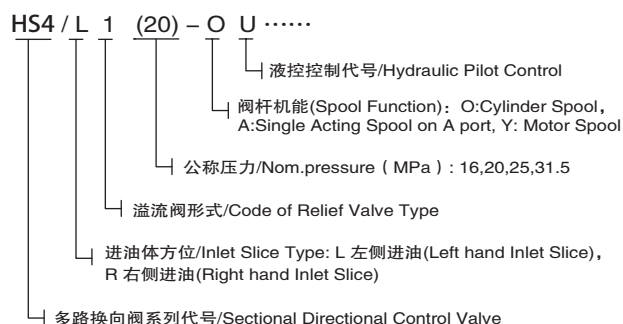 HS4 / L 1 (20) – O U ······
液控控制代号/Hydraulic Pilot Control
阀杆机能(Spool Function)：O:Cylinder Spool，
A:Single Acting Spool on A port, Y: Motor Spool
公称压力/Nom.pressure（MPa）: 16,20,25,31.5
溢流阀形式/Code of Relief Valve Type
进油体方位/Inlet Slice Type: L 左侧进油(Left hand Inlet Slice)，
R 右侧进油(Right hand Inlet Slice)
多路换向阀系列代号/Sectional Directional Control Valve